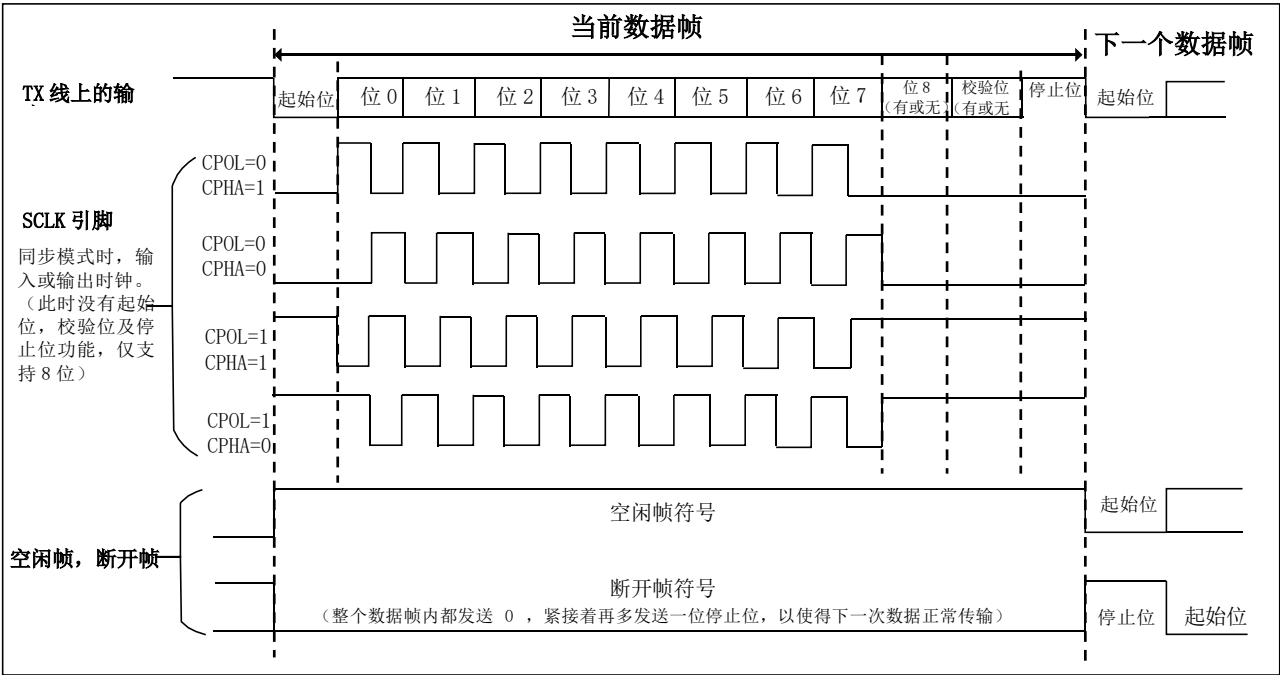 当前数据帧
下一个数据帧
TX 线上的输
起始位
位 0
位 1
位 2
位 3
位 4
位 5
位 6
位 7
位 8
（有或无）
校验位
（有或无
停止位
起始位
CPOL=0
CPHA=1
SCLK 引脚
同步模式时，输
入或输出时钟。
（此时没有起始
位，校验位及停
止位功能，仅支
持 8 位）
CPOL=0
CPHA=0
CPOL=1
CPHA=1
CPOL=1
CPHA=0
空闲帧符号
起始位
空闲帧，断开帧
断开帧符号
（整个数据帧内都发送 0 ，紧接着再多发送一位停止位，以使得下一次数据正常传输）
停止位
起始位